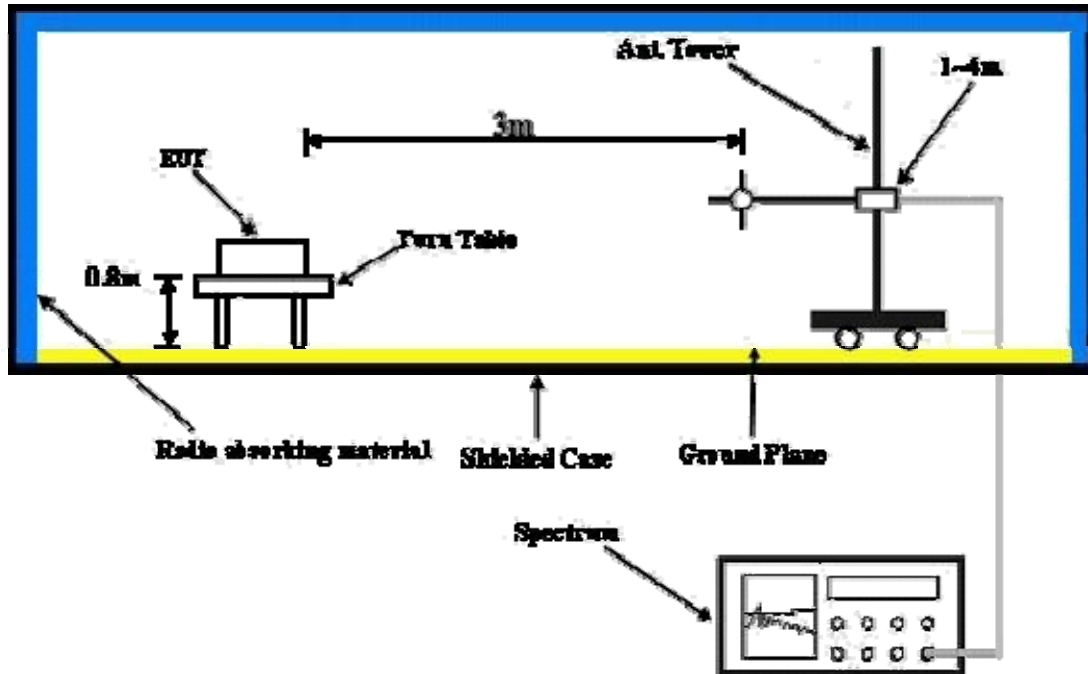 Ant. Tower
1~4m
3m
EUT
Turn Table
0.8m
Radio absorbing material
Shielded Case
Ground Plane
Spectrum